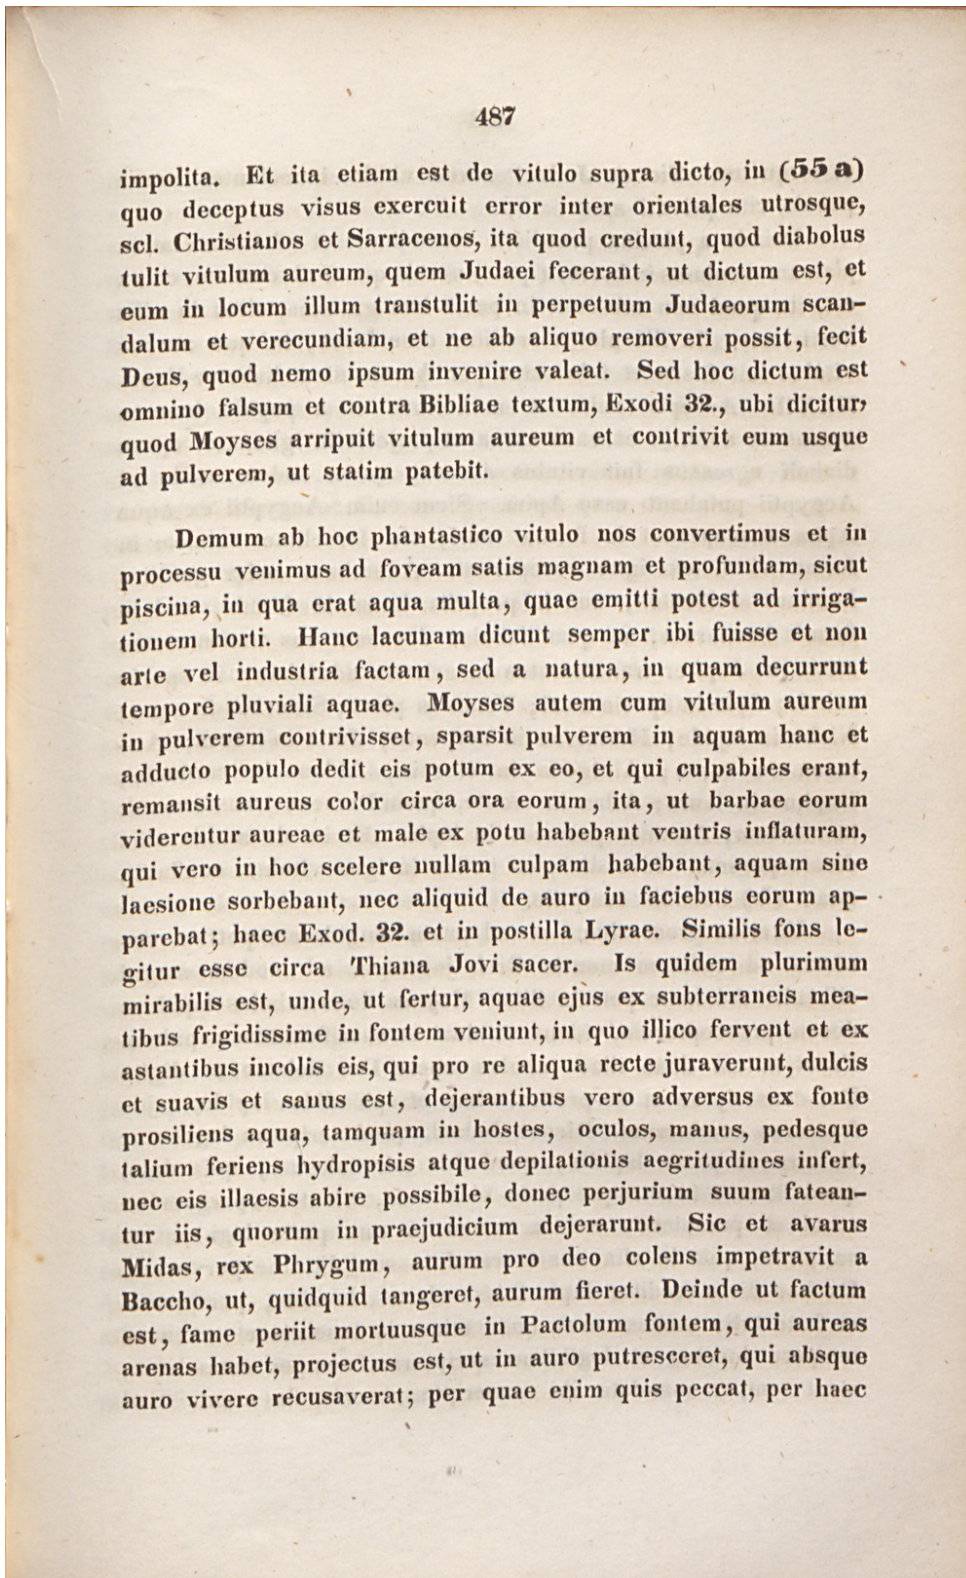 487
impolita. Et ita etiam est de vitulo supra dicto, in (55 a)
quo deceptus visus exercuit error inter orientales utrosque,
scl. Christianos et Sarracenos, ita quod credunt, quod diabolus
tulit vitulum aureum, quem Judaei fecerant, ut dictum est, et
eum in locum illum transtulit in perpetuum Judaeorum scan-
dalum et verecundiam, et ne ab aliquo removeri possit, fecit
Deus, quod nemo ipsum invenire valeat. Sed hoc dictum est
omnino falsum et contra Bibliae textum, Exodi 32., ubi dicitur,
quod Moyses arripuit vitulum aureum et contrivit eum usque
ad pulverem, ut statim patebit.
Demum ab hoc phantastico vitulo nos convertimus et in
processu venimus ad foveam satis magnam et profundam, sicut
piscina, in qua erat aqua multa, quae emitti potest ad irriga-
tionem horti. Hanc lacunam dicunt semper ibi fuisse et non
arte vel industria factam, sed a natura, in quam decurrunt
tempore pluviali aquae. Moyses autem cum vitulum aureum
in pulverem contrivisset, sparsit pulverem in aquam hanc et
adducto populo dedit eis potum ex eo, et qui culpabiles erant,
remansit aureus color circa ora eorum, ita, ut barbae eorum
viderentur aureae et male ex potu habebant ventris inflaturam,
qui vero in hoc scelere nullam culpam habebant, aquam sine
laesione sorbebant, nec aliquid de auro in faciebus eorum ap-
parebat; haec Exod. 32. et in postilla Lyrae. Similis fons le-
gitur esse circa Thiana Jovi sacer. Is quidem plurimum
mirabilis est, unde, ut fertur, aquae ejus ex subterraneis mea-
tibus frigidissime in fontem veniunt, in quo illico fervent et ex
astantibus incolis eis, qui pro re aliqua recte juraverunt, dulcis
et suavis et sanus est, dejerantibus vero adversus ex fonte
prosiliens aqua, tamquam in hostes, oculos, manus, pedesque
talium feriens hydropisis atque depilationis aegritudines infert,
nec eis illaesis abire possibile, donec perjurium suum fatean-
tur iis, quorum in praejudicium dejerarunt. Sic et avarus
Midas, rex Phrygum, aurum pro deo colens impetravit a
Baccho, ut, quidquid tangeret, aurum fieret. Deinde ut factum
est, fame periit mortuusque in Pactolum fontem, qui aureas
arenas habet, projectus est, ut in auro putresceret, qui absque
auro vivere recusaverat; per quae enim quis peccat, per haec